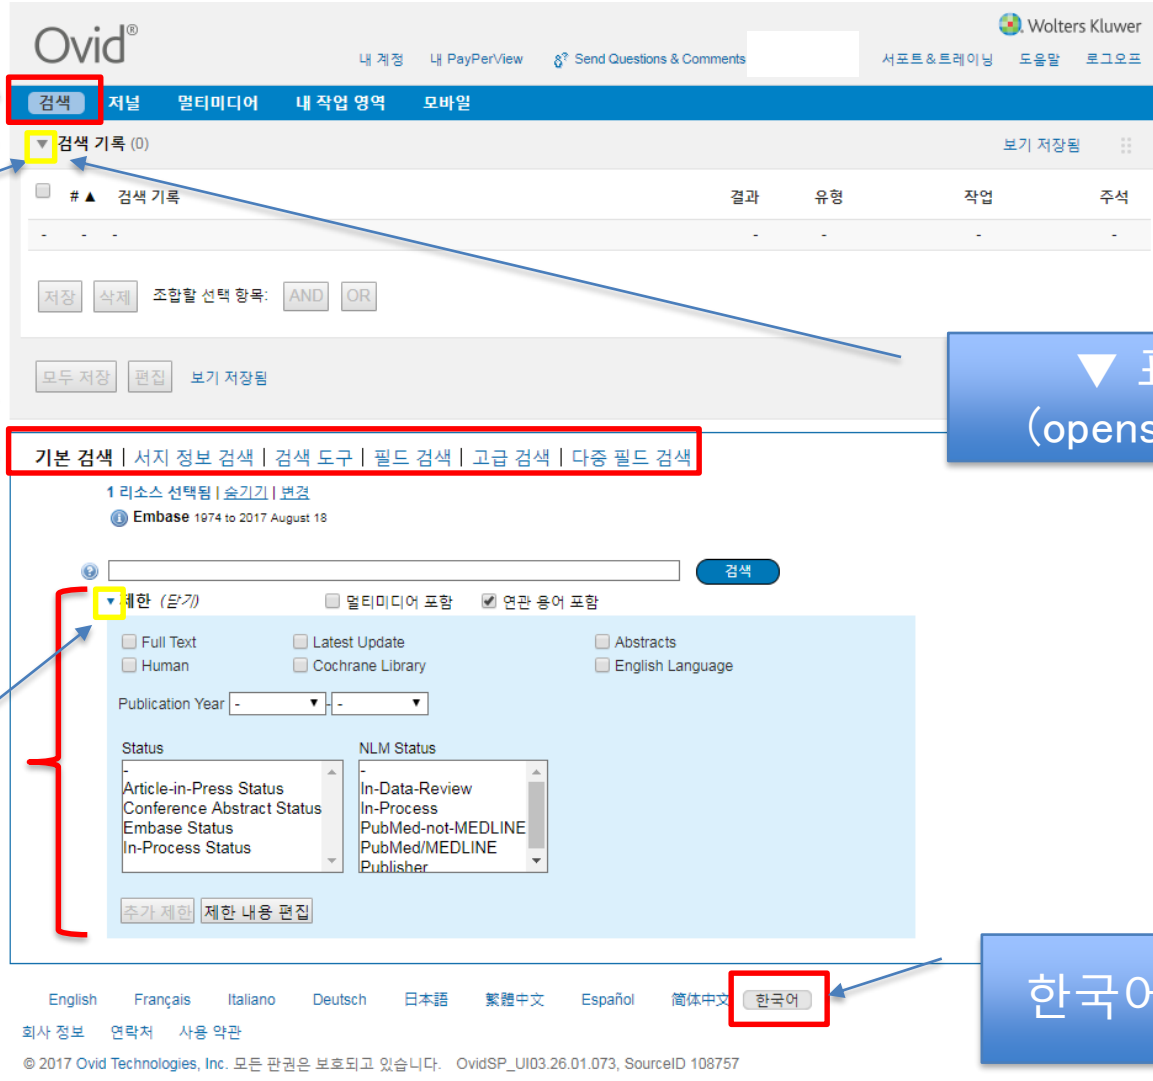 Ovid®
Wolters Kluwer
내 계정 내 PayPerView Send Questions & Comments 서포트&트레이닝 도움말 로그오프
검색 저널 멀티미디어 내 작업 영역 모바일
▼ 검색 기록 (0) 보기 저장됨
# ▲ 검색 기록 결과 유형 작업 주석
- - - - - - -
저장 삭제 조합할 선택 항목: AND OR
모두 저장 편집 보기 저장됨
▼
(opens
기본 검색 | 서지 정보 검색 | 검색 도구 | 필드 검색 | 고급 검색 | 다중 필드 검색
1 리소스 선택됨 | 숨기기 | 변경
Embase 1974 to 2017 August 18
검색
▼ 제한 (닫기) 멀티미디어 포함 연관 용어 포함
Full Text Latest Update Abstracts
Human Cochrane Library English Language
Publication Year - - -
Status NLM Status
- -
Article-in-Press Status In-Data-Review
Conference Abstract Status In-Process
Embase Status PubMed-not-MEDLINE
In-Process Status PubMed/MEDLINE
Publisher
추가 제한 제한 내용 편집
한국어
English Français Italiano Deutsch 日本語 繁體中文 Español 简体中文 한국어
회사 정보 연락처 사용 약관
© 2017 Ovid Technologies, Inc. 모든 판권은 보호되고 있습니다. OvidSP_UI03.26.01.073, SourceID 108757